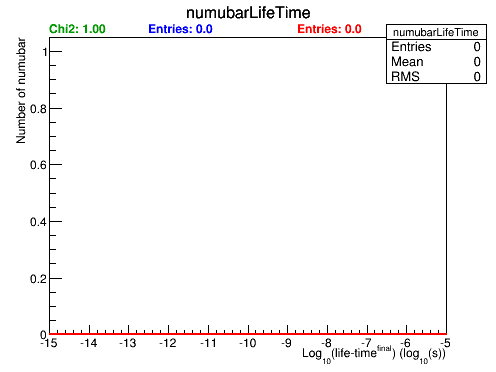 numubarLifeTime
Chi2: 1.00 Entries: 0.0 Entries: 0.0
numubarLifeTime
Entries 0
Mean 0
RMS 0
Number of numubar
1
0.8
0.6
0.4
0.2
0
-15 -14 -13 -12 -11 -10 -9 -8 -7 -6 -5
Log10(life-time^final) (log10(s))